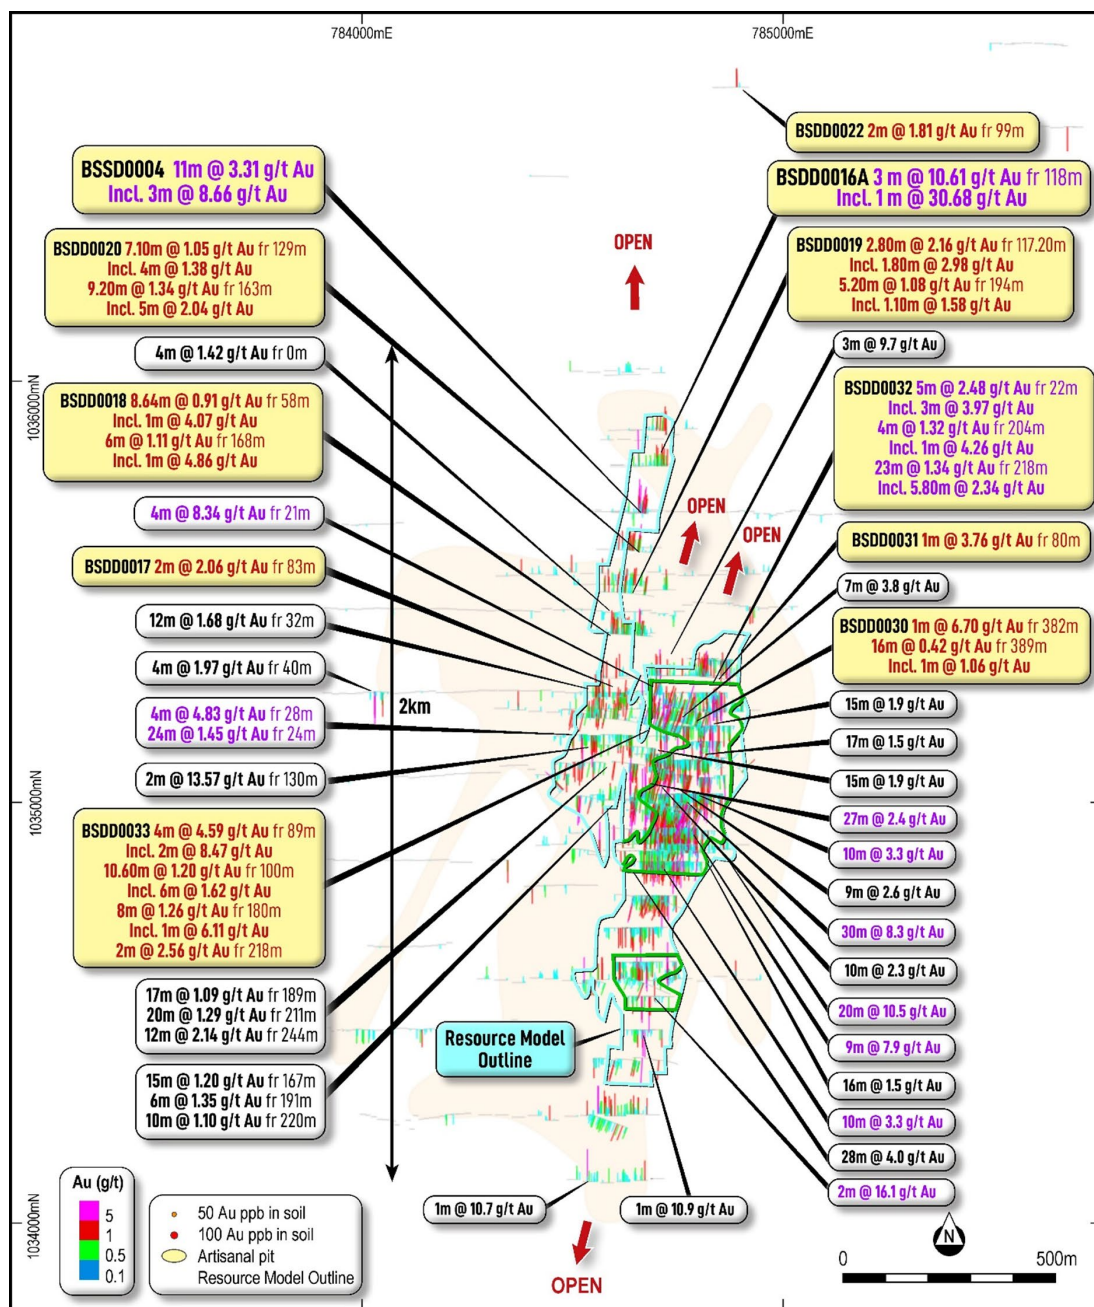 784000mE
785000mE
BSDD0022 2m @ 1.81 g/t Au fr 99m
BSSD0004 11m @ 3.31 g/t Au
Incl. 3m @ 8.66 g/t Au
BSDD0016A 3 m @ 10.61 g/t Au fr 118m
Incl. 1 m @ 30.68 g/t Au
BSDD0020 7.10m @ 1.05 g/t Au fr 129m
Incl. 4m @ 1.38 g/t Au
9.20m @ 1.34 g/t Au fr 163m
Incl. 5m @ 2.04 g/t Au
OPEN
BSDD0019 2.80m @ 2.16 g/t Au fr 117.20m
Incl. 1.80m @ 2.98 g/t Au
5.20m @ 1.08 g/t Au fr 194m
Incl. 1.10m @ 1.58 g/t Au
4m @ 1.42 g/t Au fr 0m
3m @ 9.7 g/t Au
1036000mN
BSDD0018 8.64m @ 0.91 g/t Au fr 58m
Incl. 1m @ 4.07 g/t Au
6m @ 1.11 g/t Au fr 168m
Incl. 1m @ 4.86 g/t Au
BSDD0032 5m @ 2.48 g/t Au fr 22m
Incl. 3m @ 3.97 g/t Au
4m @ 1.32 g/t Au fr 204m
Incl. 1m @ 4.26 g/t Au
23m @ 1.34 g/t Au fr 218m
Incl. 5.80m @ 2.34 g/t Au
4m @ 8.34 g/t Au fr 21m
OPEN
OPEN
BSDD0031 1m @ 3.76 g/t Au fr 80m
BSDD0017 2m @ 2.06 g/t Au fr 83m
7m @ 3.8 g/t Au
12m @ 1.68 g/t Au fr 32m
BSDD0030 1m @ 6.70 g/t Au fr 382m
16m @ 0.42 g/t Au fr 389m
Incl. 1m @ 1.06 g/t Au
4m @ 1.97 g/t Au fr 40m
2km
15m @ 1.9 g/t Au
4m @ 4.83 g/t Au fr 28m
24m @ 1.45 g/t Au fr 24m
17m @ 1.5 g/t Au
2m @ 13.57 g/t Au fr 130m
15m @ 1.9 g/t Au
1035000mN
27m @ 2.4 g/t Au
BSDD0033 4m @ 4.59 g/t Au fr 89m
Incl. 2m @ 8.47 g/t Au
10.60m @ 1.20 g/t Au fr 100m
Incl. 6m @ 1.62 g/t Au
8m @ 1.26 g/t Au fr 180m
Incl. 1m @ 6.11 g/t Au
2m @ 2.56 g/t Au fr 218m
10m @ 3.3 g/t Au
9m @ 2.6 g/t Au
30m @ 8.3 g/t Au
10m @ 2.3 g/t Au
17m @ 1.09 g/t Au fr 189m
20m @ 1.29 g/t Au fr 211m
12m @ 2.14 g/t Au fr 244m
20m @ 10.5 g/t Au
Resource Model
Outline
9m @ 7.9 g/t Au
15m @ 1.20 g/t Au fr 167m
6m @ 1.35 g/t Au fr 191m
10m @ 1.10 g/t Au fr 220m
16m @ 1.5 g/t Au
10m @ 3.3 g/t Au
28m @ 4.0 g/t Au
2m @ 16.1 g/t Au
1m @ 10.7 g/t Au
1m @ 10.9 g/t Au
1034000mN
Au (g/t)
5
1
0.5
0.1
50 Au ppb in soil
100 Au ppb in soil
Artisanal pit
Resource Model Outline
OPEN
N
0
500m